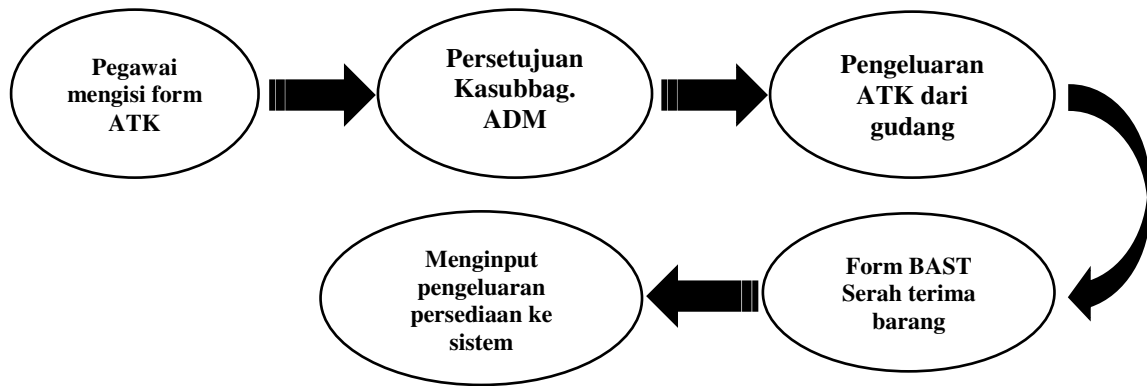 Pegawai
mengisi form
ATK
Persetujuan
Kasubbag.
ADM
Pengeluaran
ATK dari
gudang
Form BAST
Serah terima
barang
Menginput
pengeluaran
persediaan ke
sistem